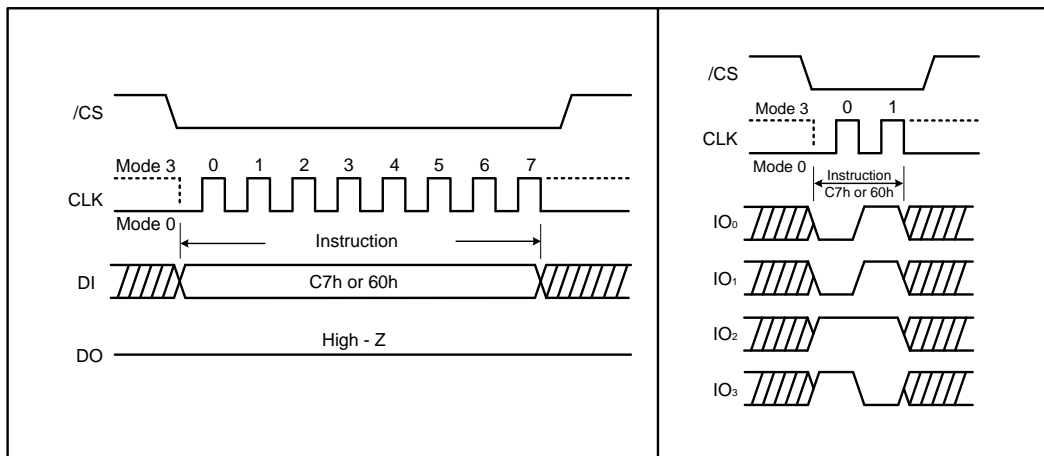 /CS
Mode 3 0 1 2 3 4 5 6 7
CLK
Mode 0
Instruction
DI C7h or 60h
High - Z
DO
/CS
Mode 3 0 1
CLK
Mode 0
Instruction
C7h or 60h
IO0
IO1
IO2
IO3